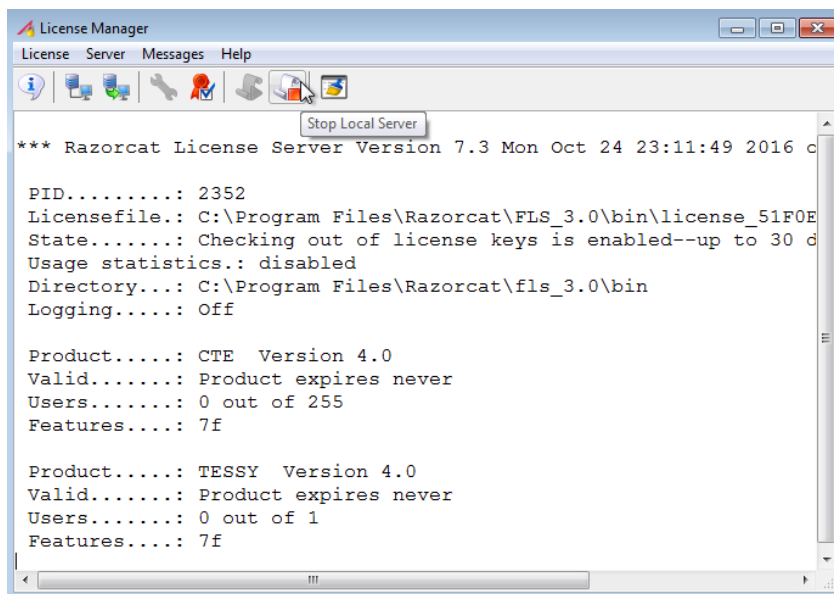 License Manager
License Server Messages Help
Stop Local Server
*** Razorcat License Server Version 7.3 Mon Oct 24 23:11:49 2016 c
PID.........: 2352
Licensefile.: C:\Program Files\Razorcat\FLS_3.0\bin\license_51F0E
State.......: Checking out of license keys is enabled--up to 30 d
Usage statistics.: disabled
Directory...: C:\Program Files\Razorcat\fls_3.0\bin
Logging.....: Off
Product.....: CTE Version 4.0
Valid.......: Product expires never
Users.......: 0 out of 255
Features....: 7f
Product.....: TESSY Version 4.0
Valid.......: Product expires never
Users.......: 0 out of 1
Features....: 7f